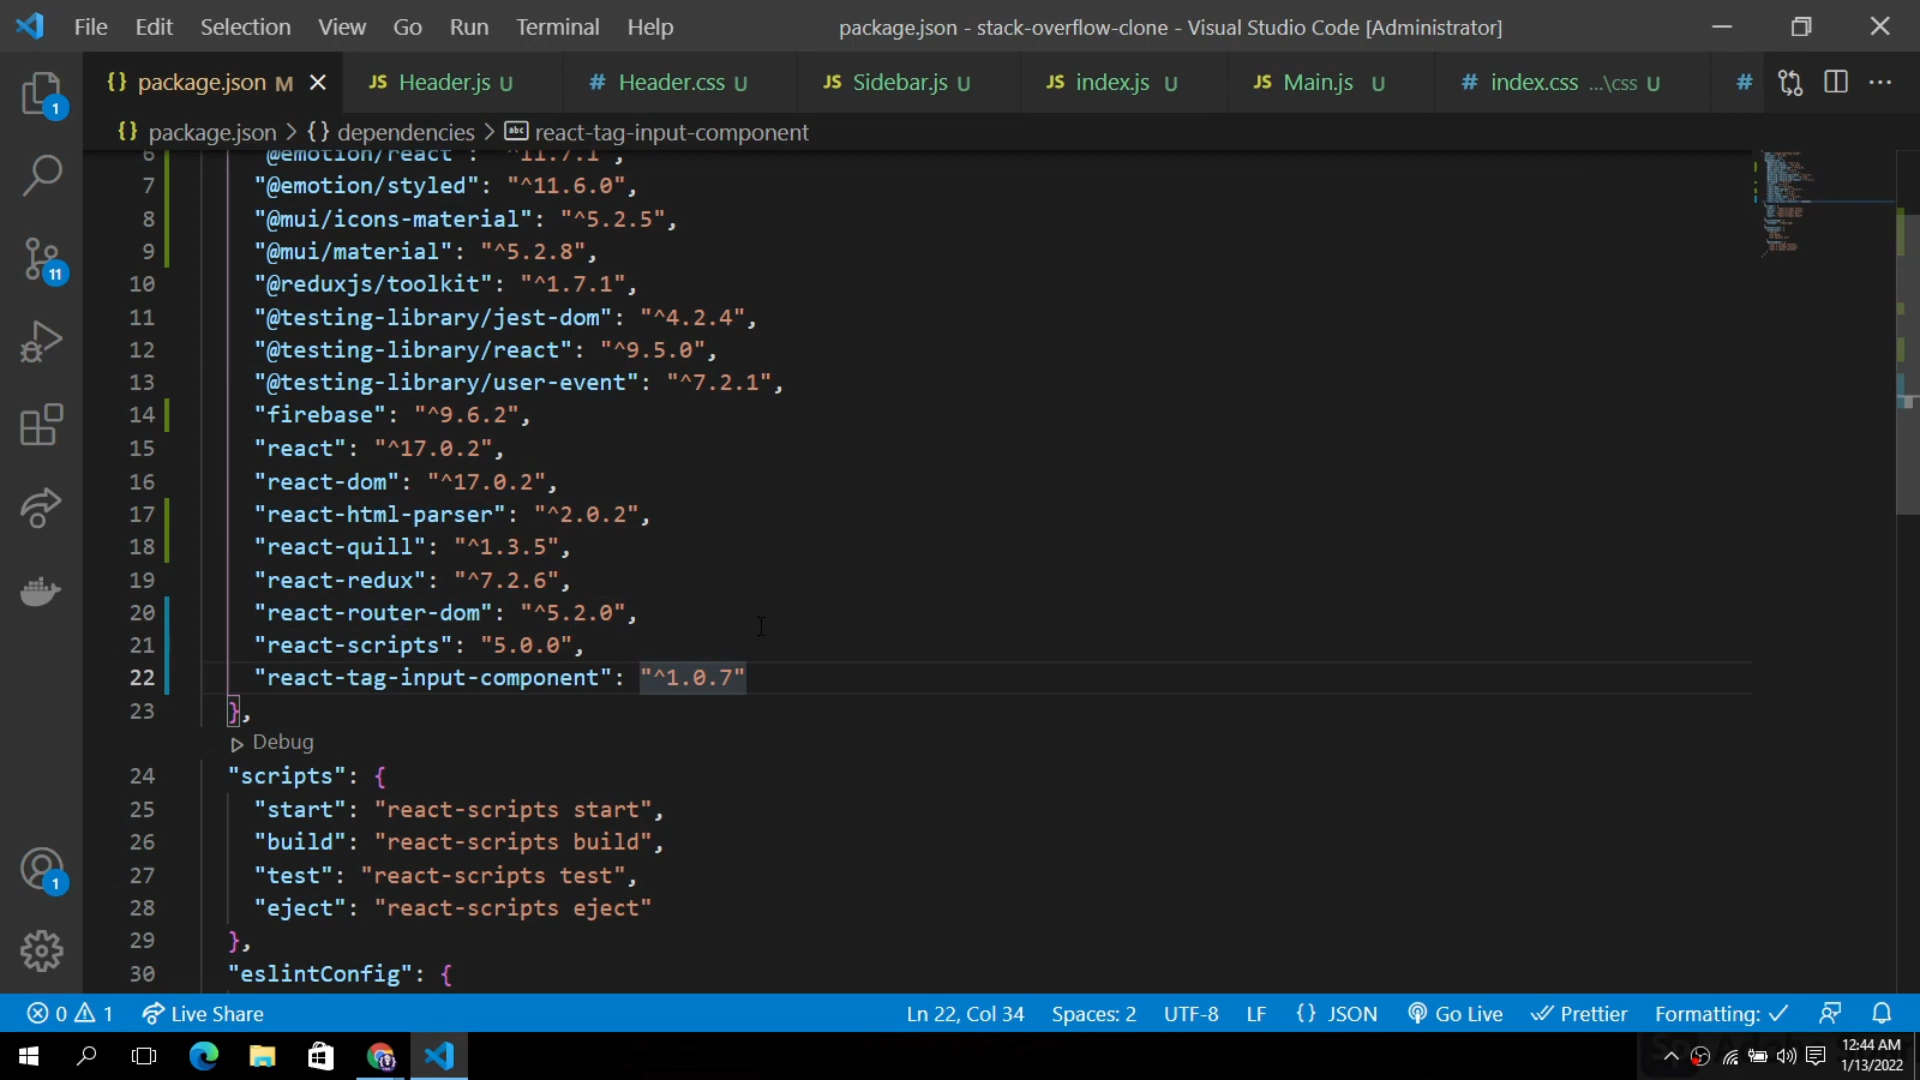 File Edit Selection View Go Run Terminal Help package.json - stack-overflow-clone - Visual Studio Code [Administrator]
{} package.json M JS Header.js U # Header.css U JS Sidebar.js U JS index.js U JS Main.js U # index.css ...\css U #
{} package.json > {} dependencies > abc react-tag-input-component
6 "@emotion/react": "^11.7.1",
7 "@emotion/styled": "^11.6.0",
8 "@mui/icons-material": "^5.2.5",
9 "@mui/material": "^5.2.8",
10 "@reduxjs/toolkit": "^1.7.1",
11 "@testing-library/jest-dom": "^4.2.4",
12 "@testing-library/react": "^9.5.0",
13 "@testing-library/user-event": "^7.2.1",
14 "firebase": "^9.6.2",
15 "react": "^17.0.2",
16 "react-dom": "^17.0.2",
17 "react-html-parser": "^2.0.2",
18 "react-quill": "^1.3.5",
19 "react-redux": "^7.2.6",
20 "react-router-dom": "^5.2.0",
21 "react-scripts": "5.0.0",
22 "react-tag-input-component": "^1.0.7"
23 },
Debug
24 "scripts": {
25 "start": "react-scripts start",
26 "build": "react-scripts build",
27 "test": "react-scripts test",
28 "eject": "react-scripts eject"
29 },
30 "eslintConfig": {
1
11
1
0 1 Live Share Ln 22, Col 34 Spaces: 2 UTF-8 LF {} JSON Go Live Prettier Formatting: ✓
12:44 AM
1/13/2022